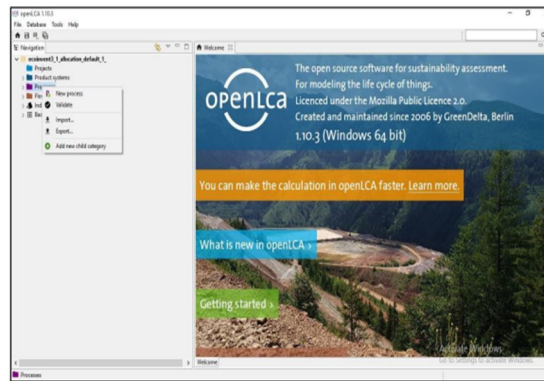 openLCA 1.10.3
File Database Tools Help
Navigation
Welcome
ecoinvent3_1_allocation_default_1_
Projects
Product systems
New process
Validate
Import...
Export...
Add new child category
openLca
The open source software for sustainability assessment.
For modeling the life cycle of things.
Licenced under the Mozilla Public Licence 2.0.
Created and maintained since 2006 by GreenDelta, Berlin
1.10.3 (Windows 64 bit)
You can make the calculation in openLCA faster. Learn more.
What is new in openLCA ›
Getting started ›
Activate Windows
Go to Settings to activate Windows.
Welcome
Processes